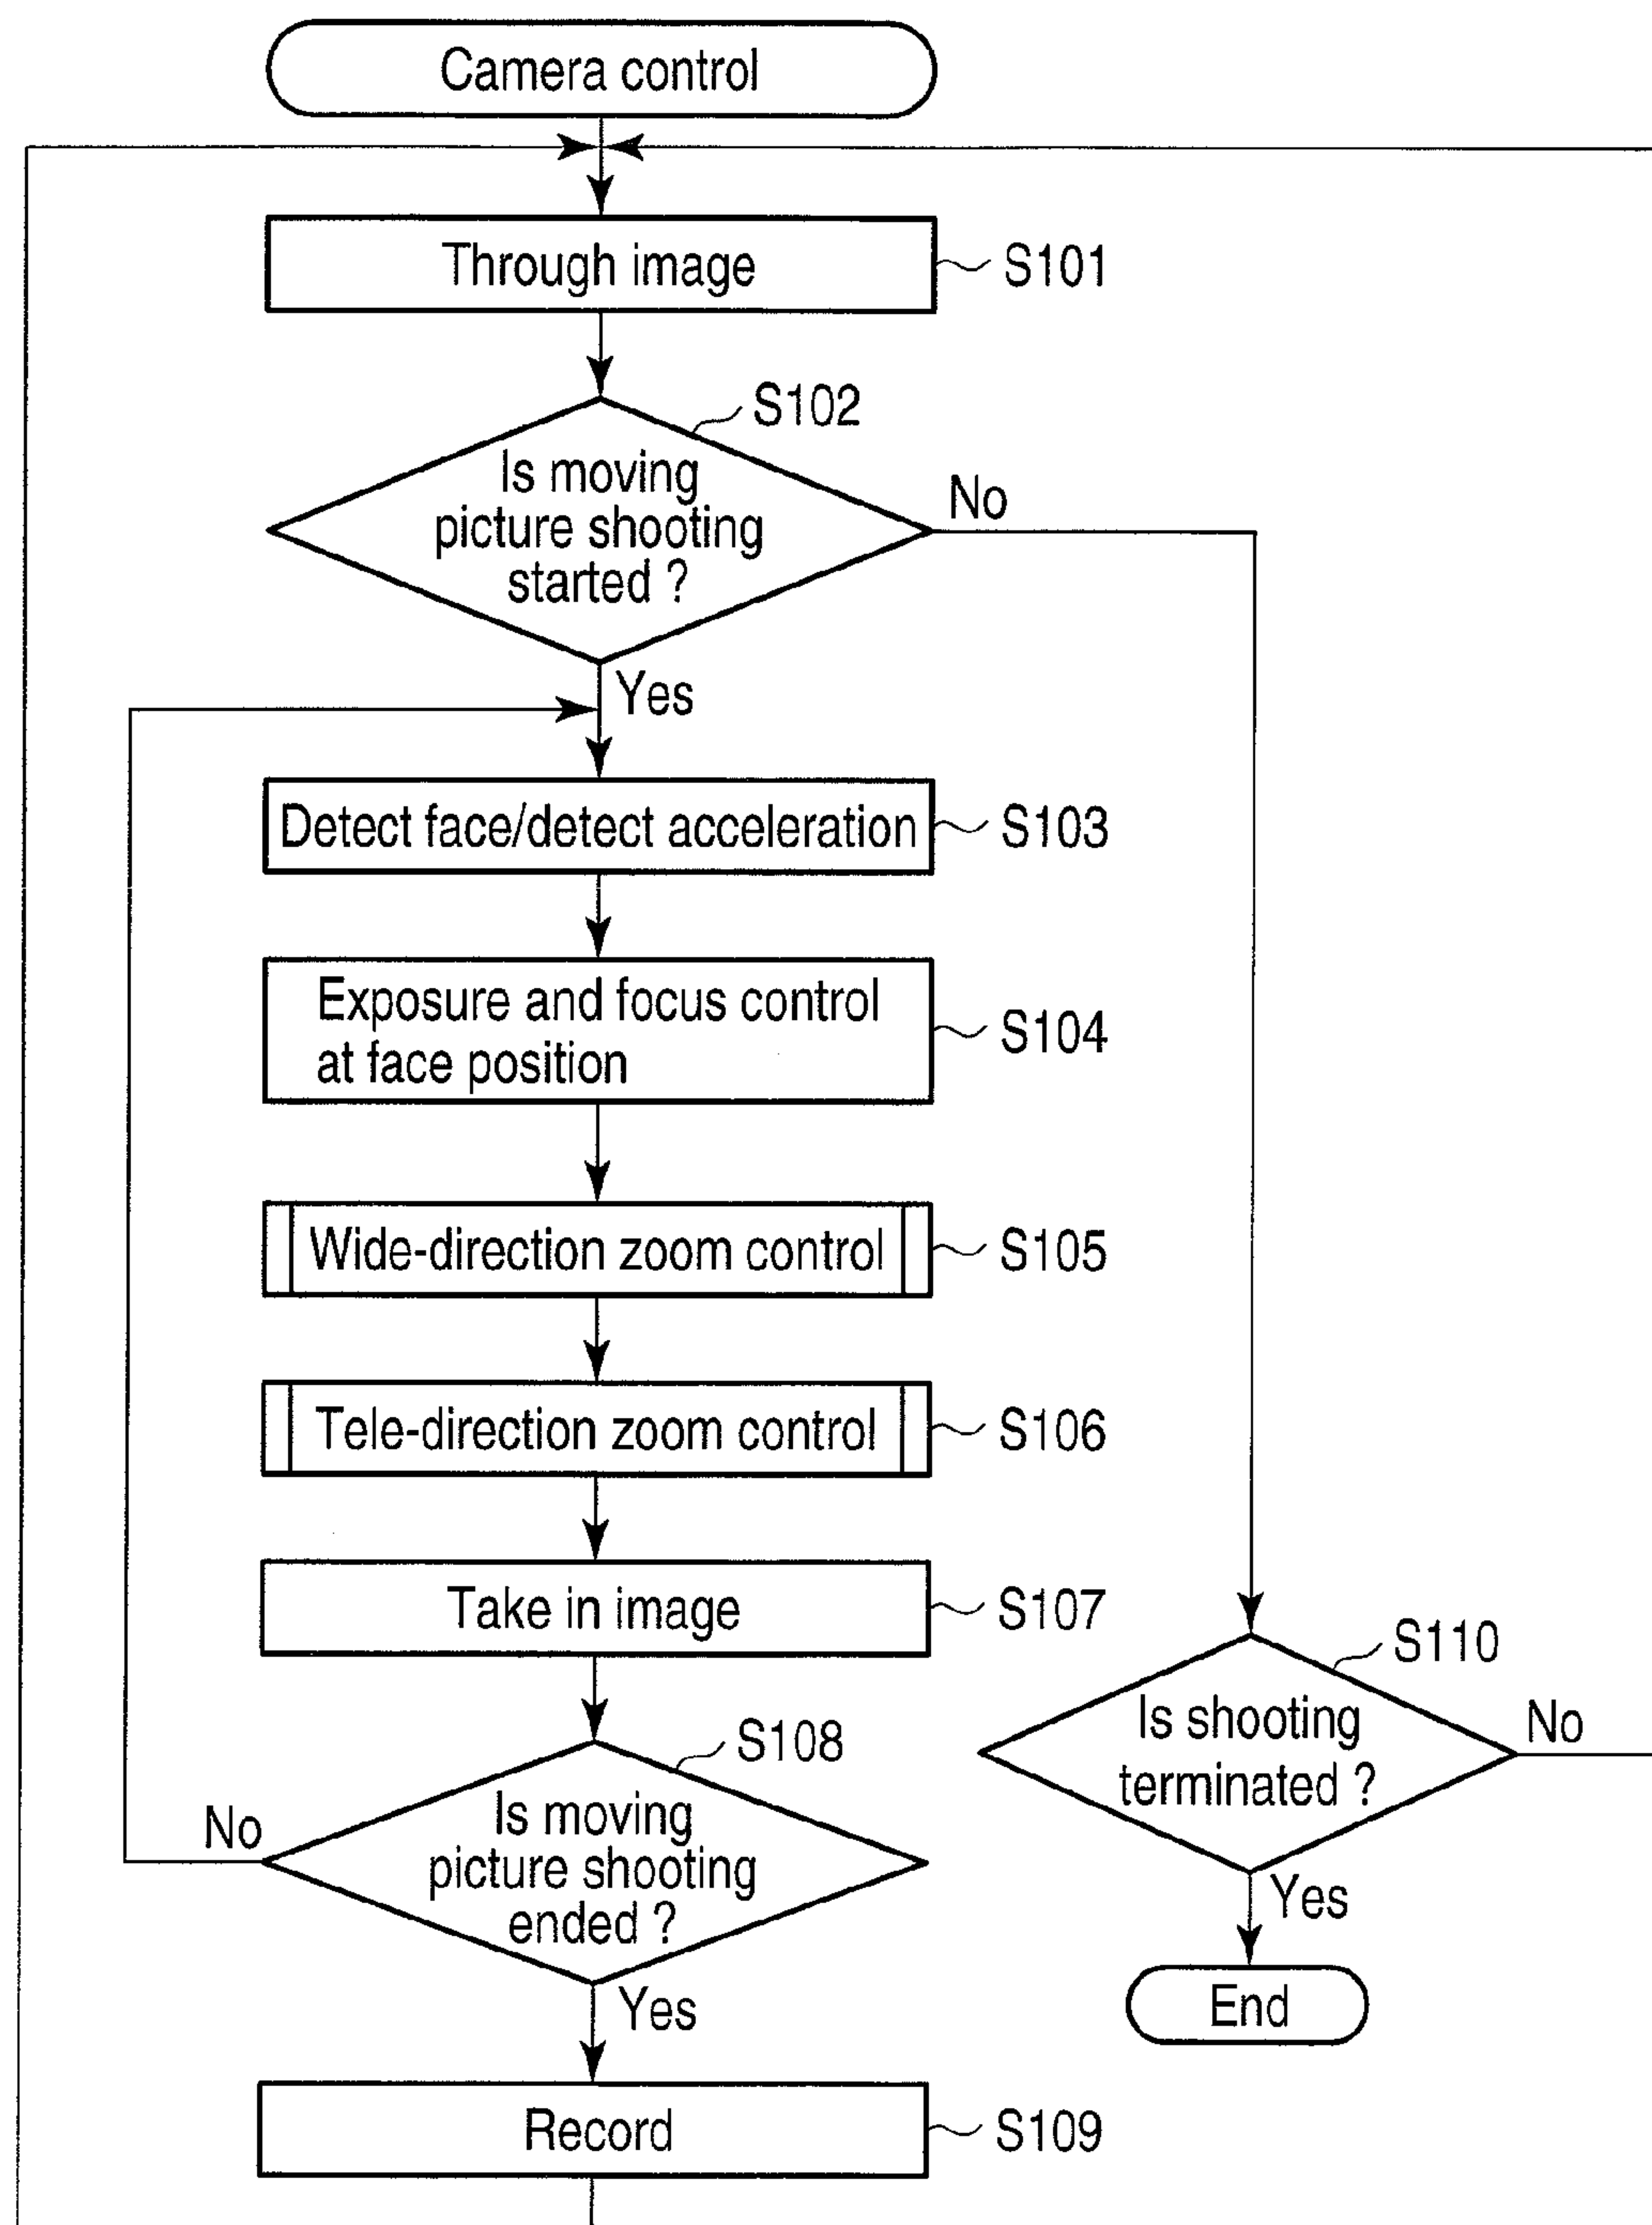 Camera control
Through image
S101
S102
Is moving
picture shooting
started ?
No
Yes
Detect face/detect acceleration
S103
Exposure and focus control
at face position
S104
Wide-direction zoom control
S105
Tele-direction zoom control
S106
Take in image
S107
S108
Is moving
picture shooting
ended ?
No
Yes
Record
S109
S110
Is shooting
terminated ?
No
Yes
End